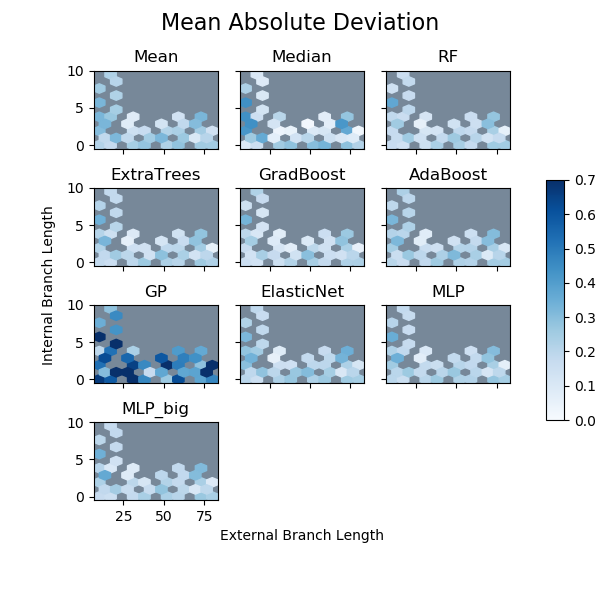 Mean Absolute Deviation
Mean Median RF
10
5
0
ExtraTrees GradBoost AdaBoost
10
5
0
GP ElasticNet MLP
10
5
0
MLP_big
10
5
0
25 50 75
Internal Branch Length
External Branch Length
0.7
0.6
0.5
0.4
0.3
0.2
0.1
0.0